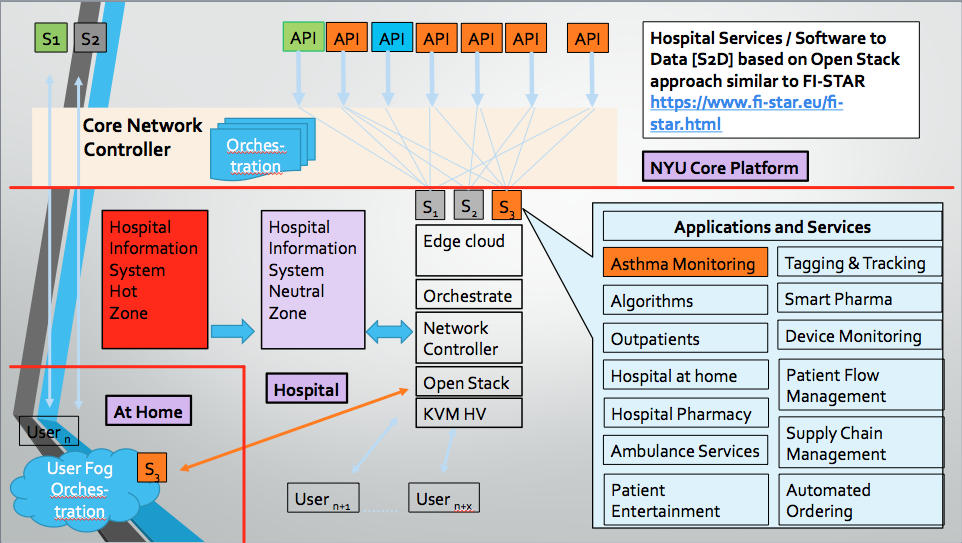 S1
S2
API
API
API
API
API
API
API
Hospital Services / Software to
Data [S2D] based on Open Stack
approach similar to FI-STAR
https://www.fi-star.eu/fi-
star.html
Core Network
Controller
Orches-
tration
NYU Core Platform
S1
S2
S3
Hospital
Information
System
Hot
Zone
Hospital
Information
System
Neutral
Zone
Edge cloud
Orchestrate
Network
Controller
Open Stack
KVM HV
Applications and Services
Asthma Monitoring
Algorithms
Outpatients
Hospital at home
Hospital Pharmacy
Ambulance Services
Patient
Entertainment
Tagging & Tracking
Smart Pharma
Device Monitoring
Patient Flow
Management
Supply Chain
Management
Automated
Ordering
Hospital
At Home
User n
User Fog
Orches-
tration
S3
User n+1
........
User n+x